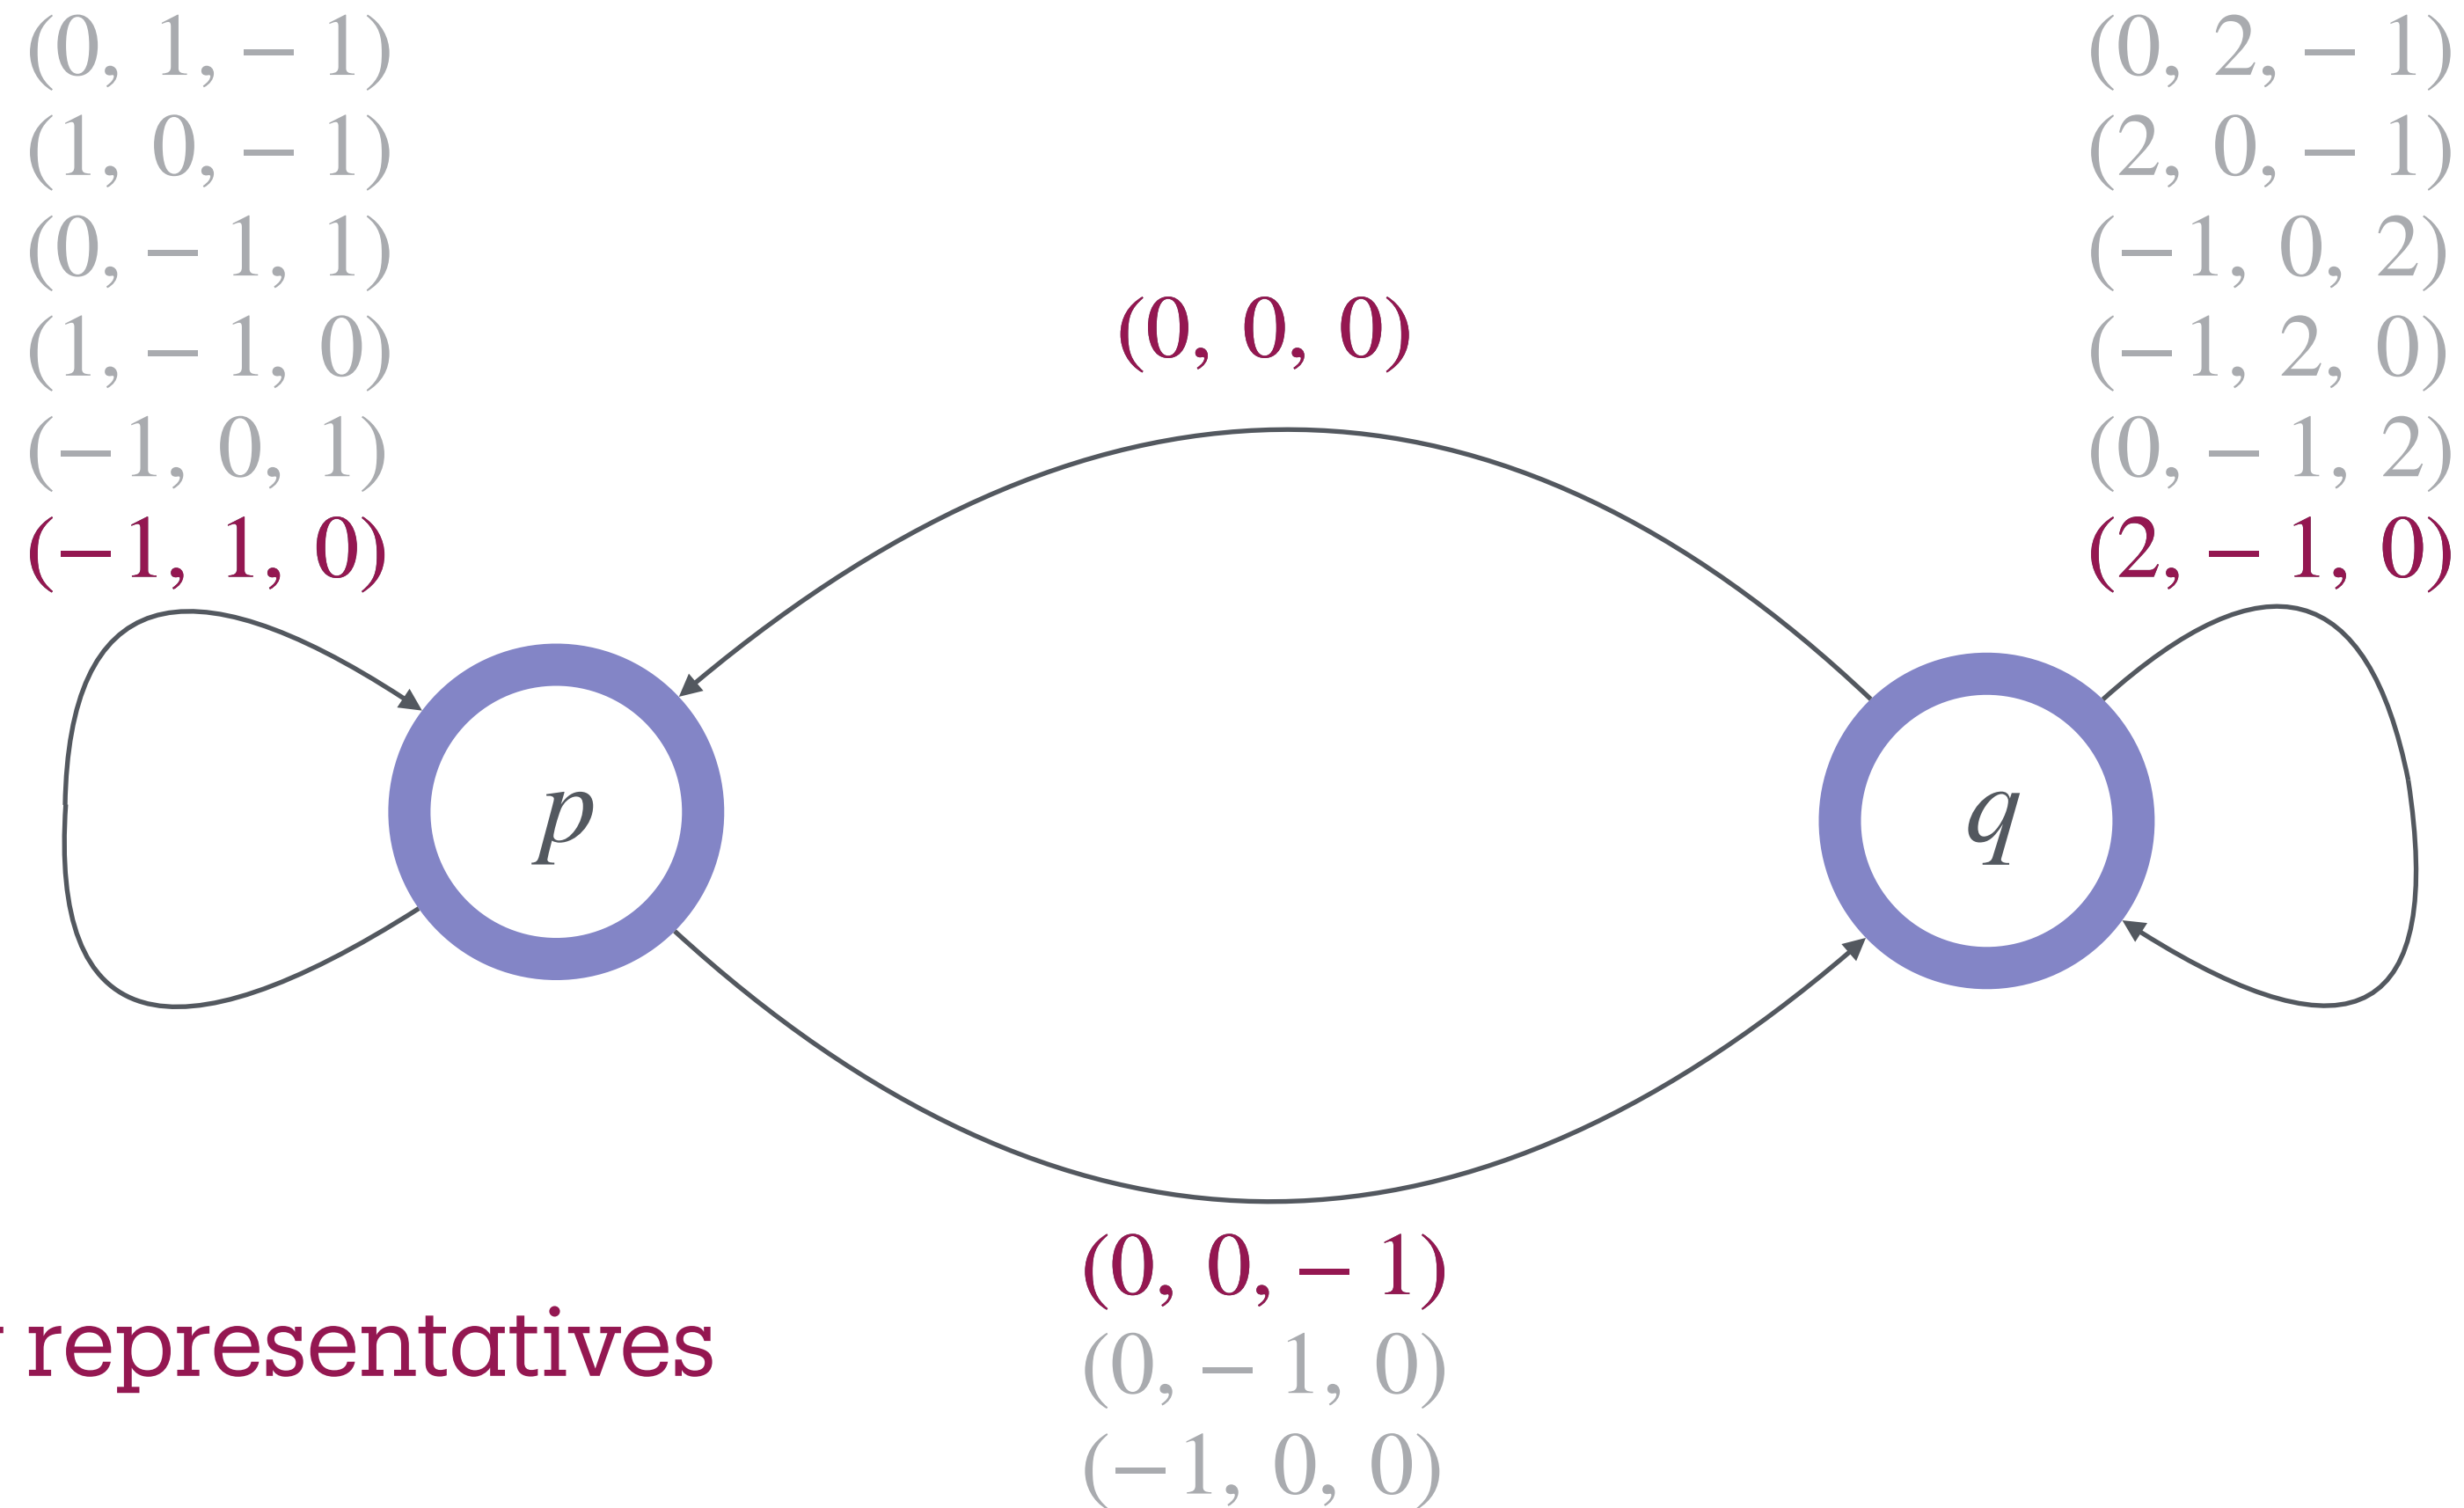 (0, 1, − 1)
(1, 0, − 1)
(0, − 1, 1)
(1, − 1, 0)
(−1, 0, 1)
(−1, 1, 0)
(0, 2, − 1)
(2, 0, − 1)
(−1, 0, 2)
(−1, 2, 0)
(0, − 1, 2)
(2, − 1, 0)
(0, 0, 0)
p
q
(0, 0, − 1)
(0, − 1, 0)
(−1, 0, 0)
representatives